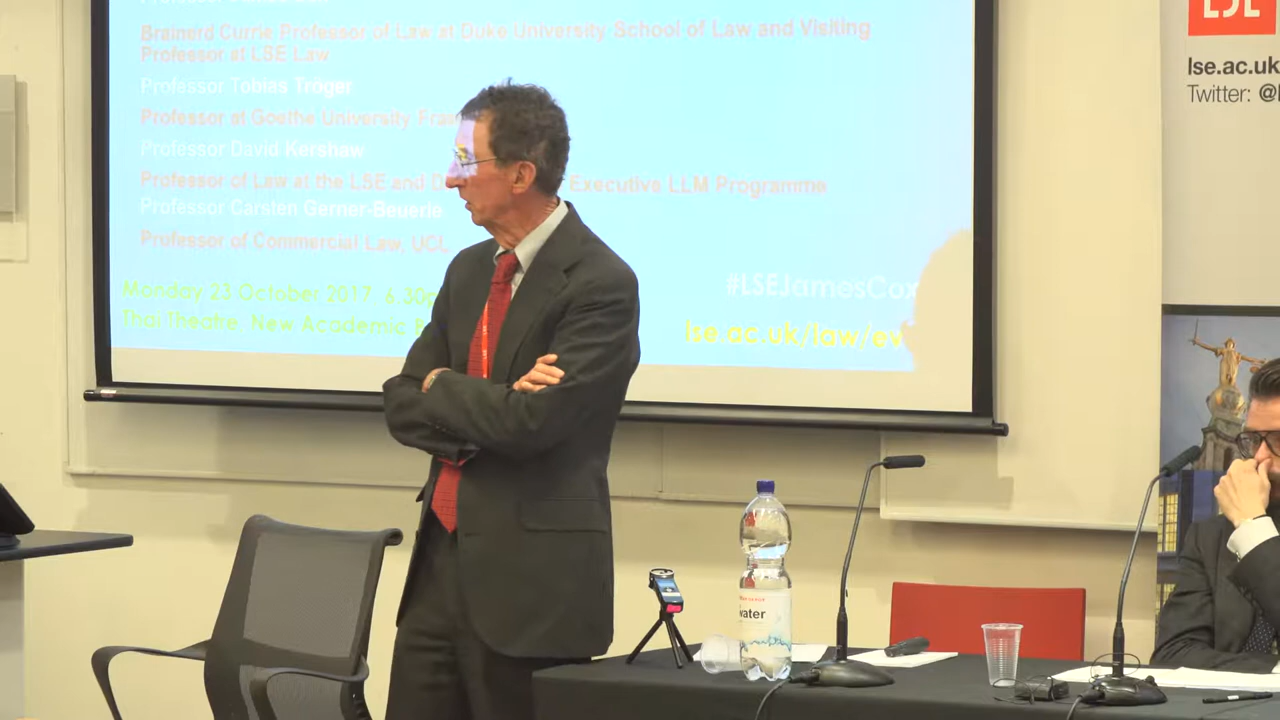 Brainerd Currie Professor of Law at Duke University School of Law and Visiting
Professor at LSE Law
Professor Tobias Tröger
Professor at Goethe University
Professor David Kershaw
Professor of Law at the LSE and Executive LLM Programme
Professor Carsten Gerner-Beuerle
Professor of Commercial Law, UCL
Monday 23 October 2017 6.30p
Thai Theatre, New Academic B
#LSEJamesCox
lse.ac.uk/law/ev
LSE
lse.ac.uk
Twitter: @
water